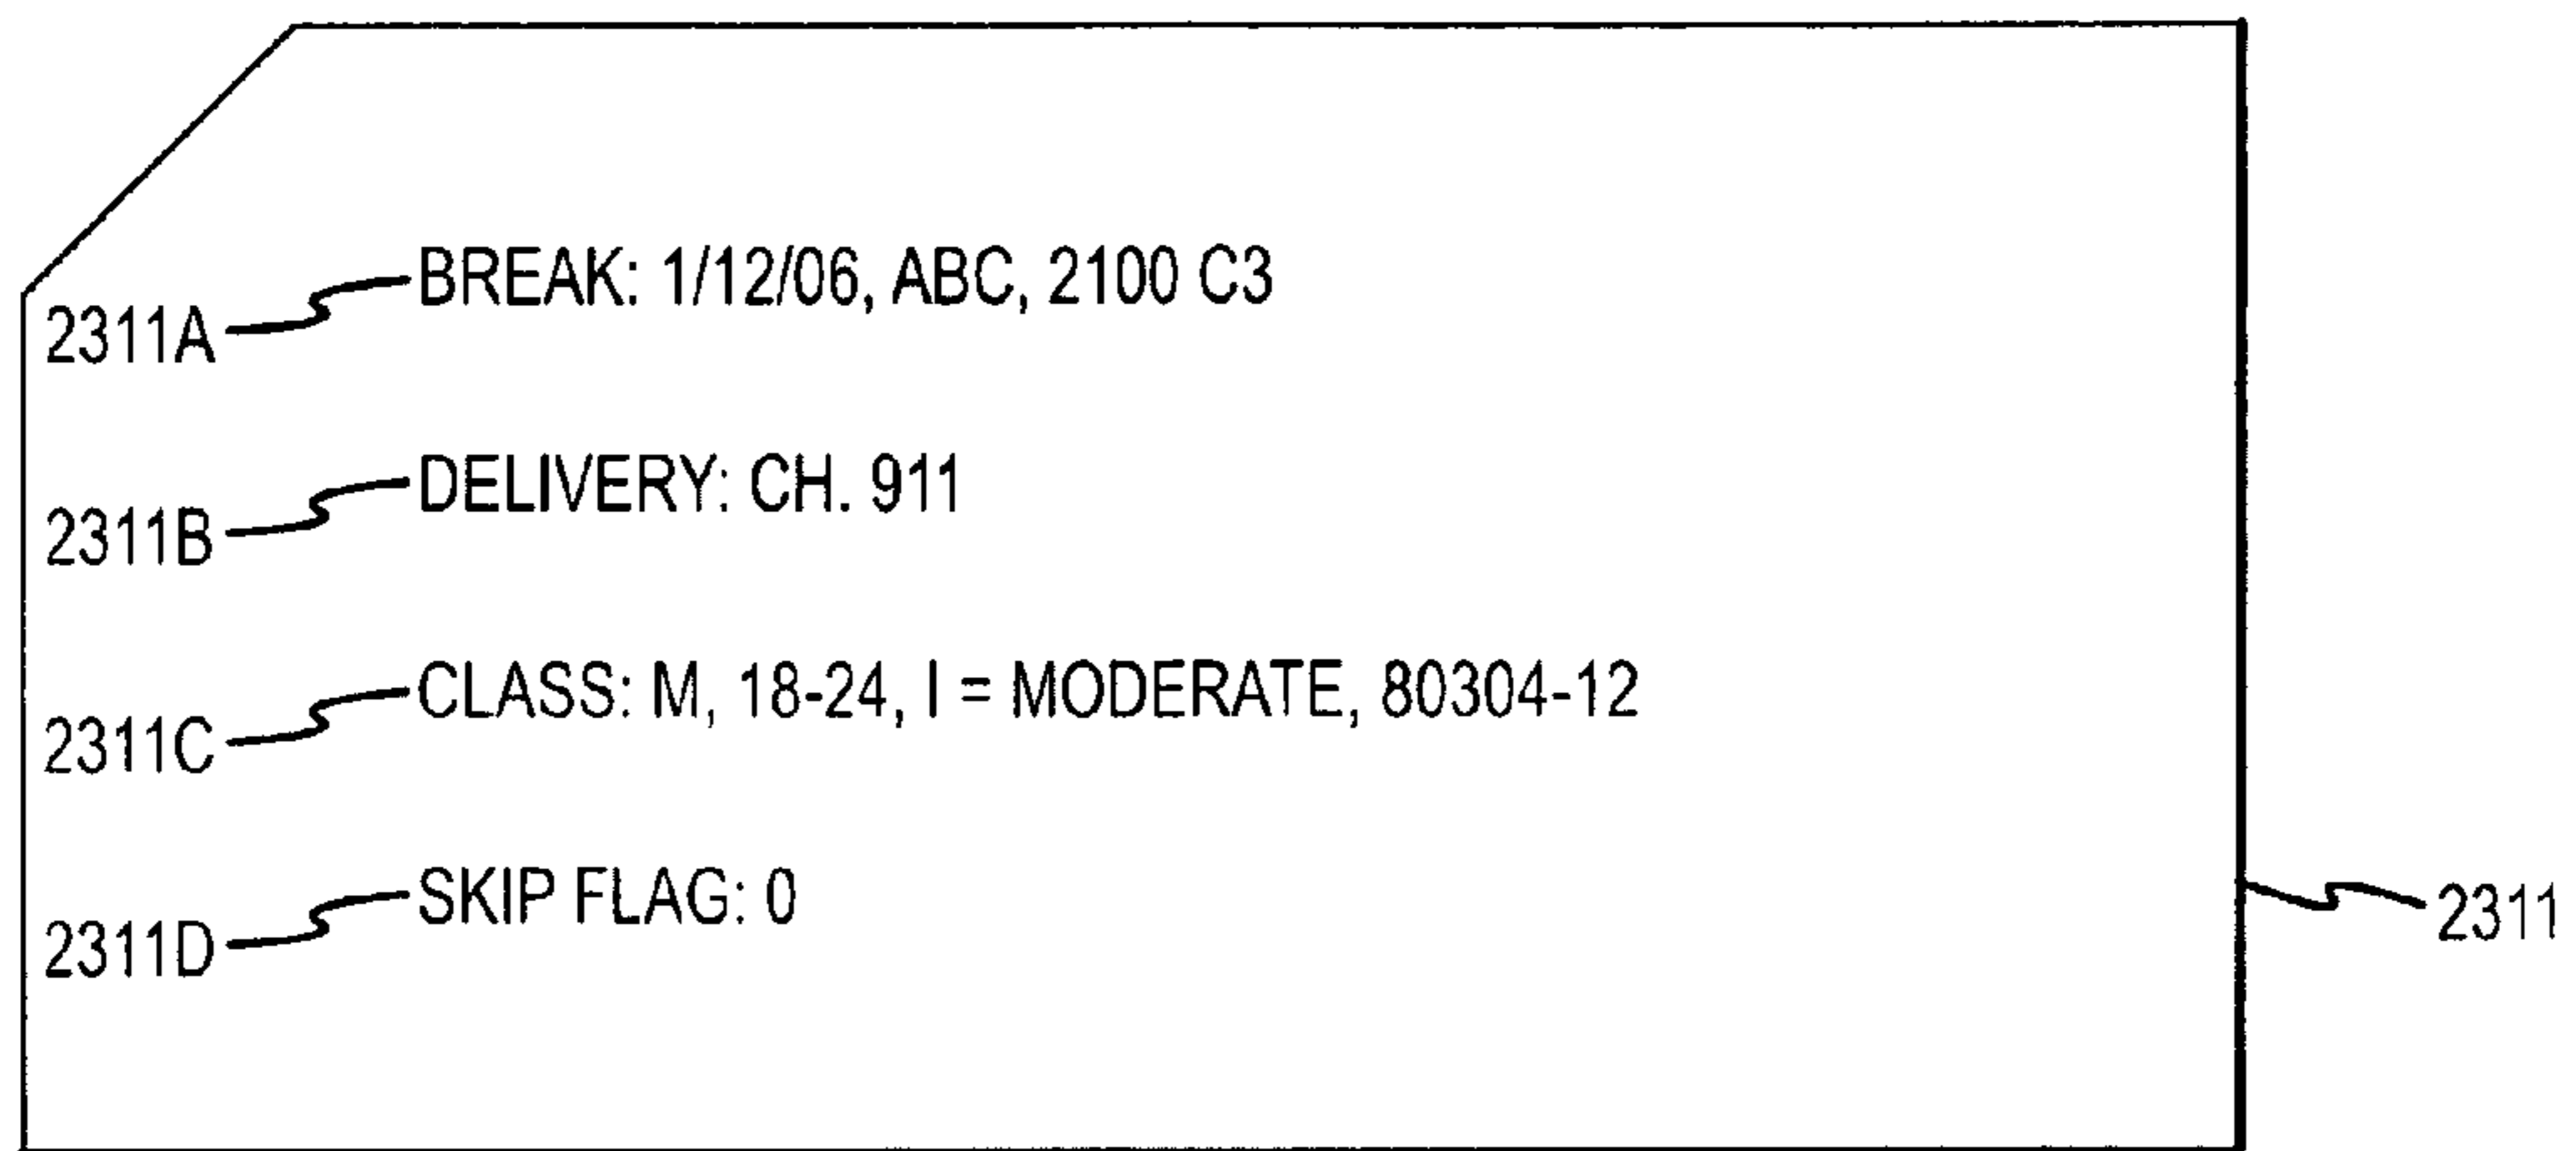 BREAK: 1/12/06, ABC, 2100 C3
2311A
DELIVERY: CH. 911
2311B
CLASS: M, 18-24, I = MODERATE, 80304-12
2311C
SKIP FLAG: 0
2311D
2311